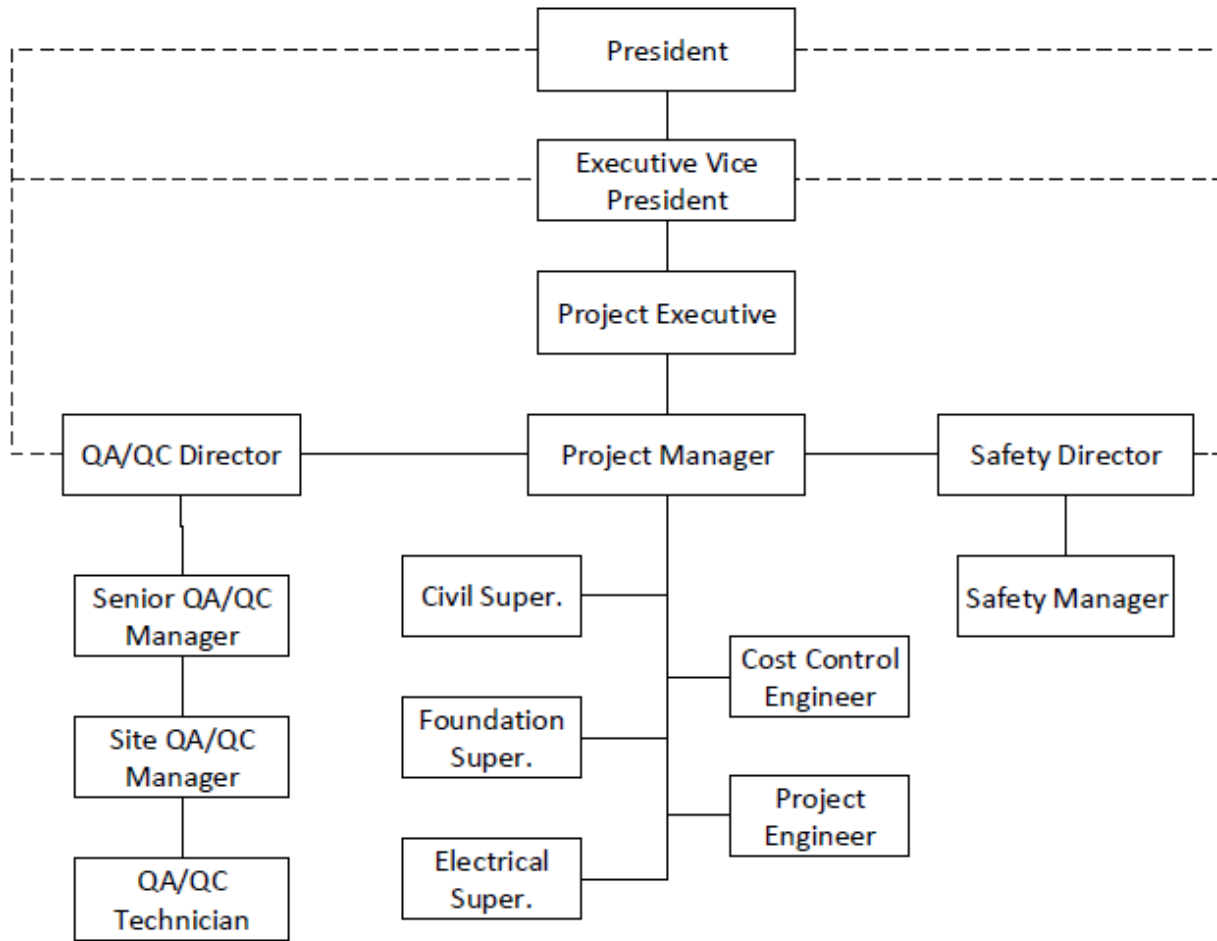 President
Executive Vice
President
Project Executive
QA/QC Director
Project Manager
Safety Director
Senior QA/QC
Manager
Site QA/QC
Manager
QA/QC
Technician
Civil Super.
Foundation
Super.
Electrical
Super.
Cost Control
Engineer
Project
Engineer
Safety Manager